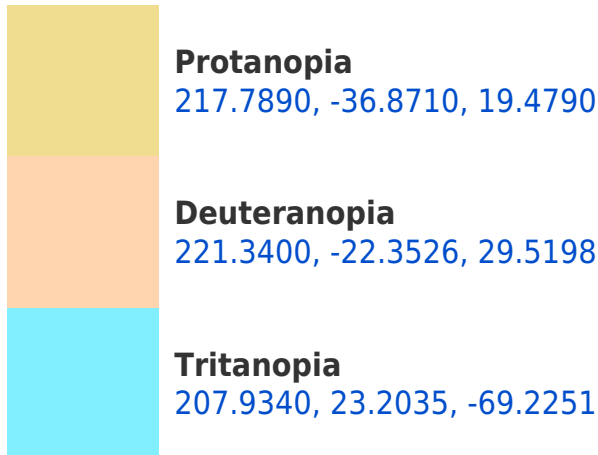 Protanopia
217.7890, -36.8710, 19.4790
Deuteranopia
221.3400, -22.3526, 29.5198
Tritanopia
207.9340, 23.2035, -69.2251